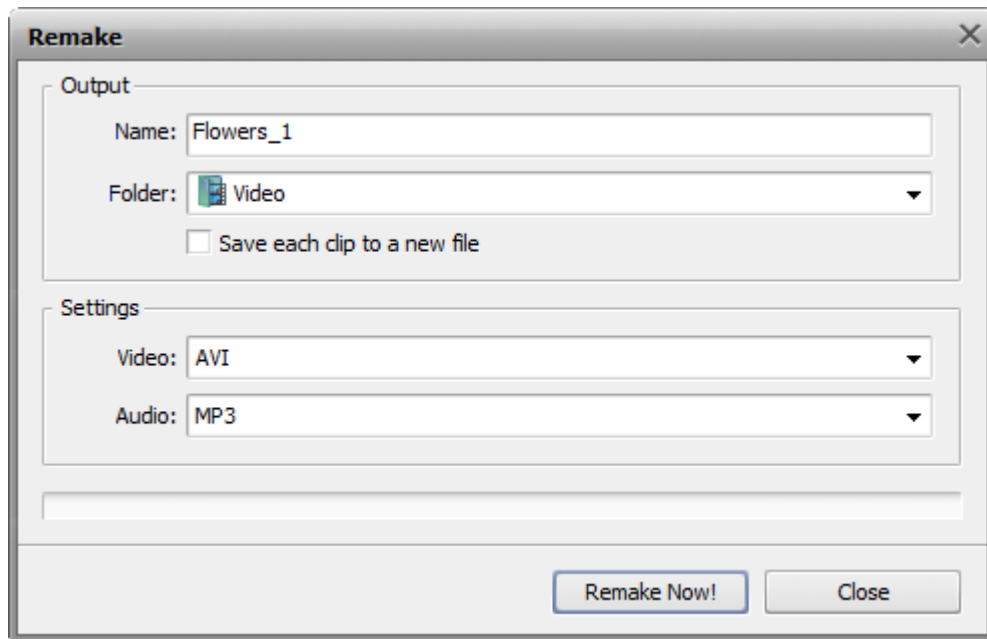 Remake
Output
Name: Flowers_1
Folder: Video
Save each clip to a new file
Settings
Video: AVI
Audio: MP3
Remake Now! Close